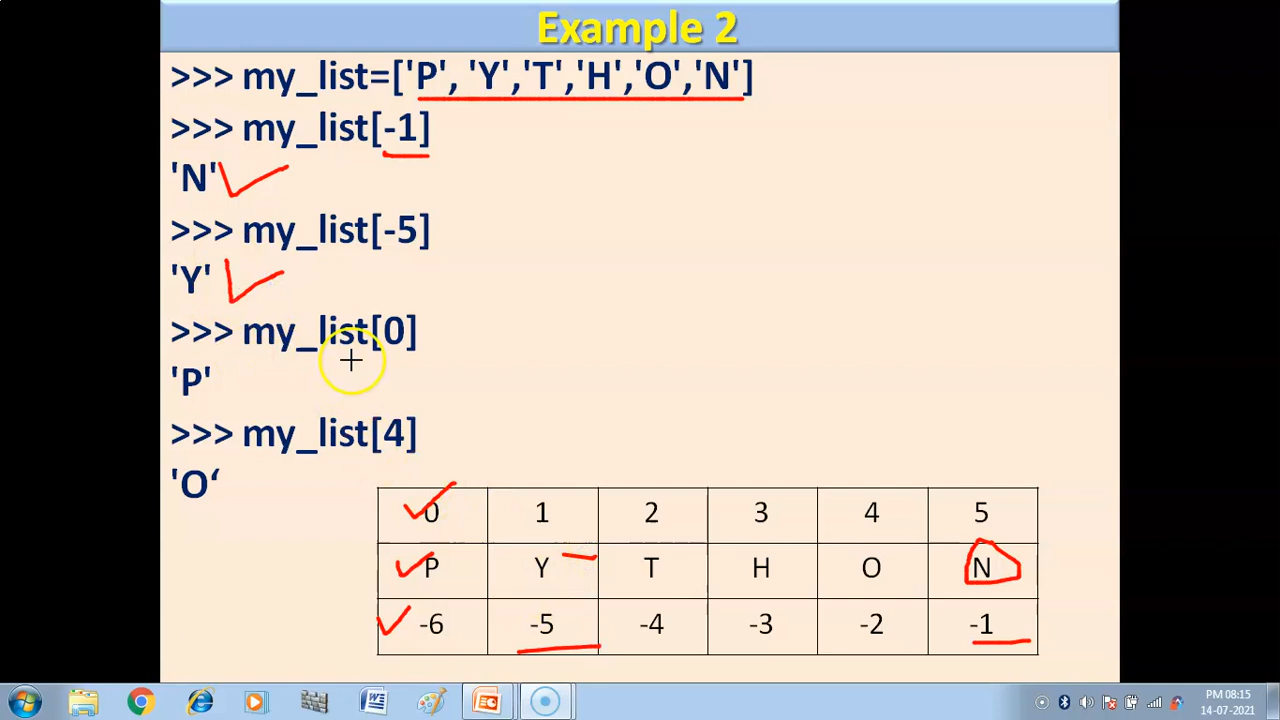 Example 2
>>> my_list=['P', 'Y','T','H','O','N']
>>> my_list[-1]
'N'
>>> my_list[-5]
'Y'
>>> my_list[0]
'P'
>>> my_list[4]
'O‘
0 1 2 3 4 5
P Y T H O N
-6 -5 -4 -3 -2 -1
PM 08:15
14-07-2021